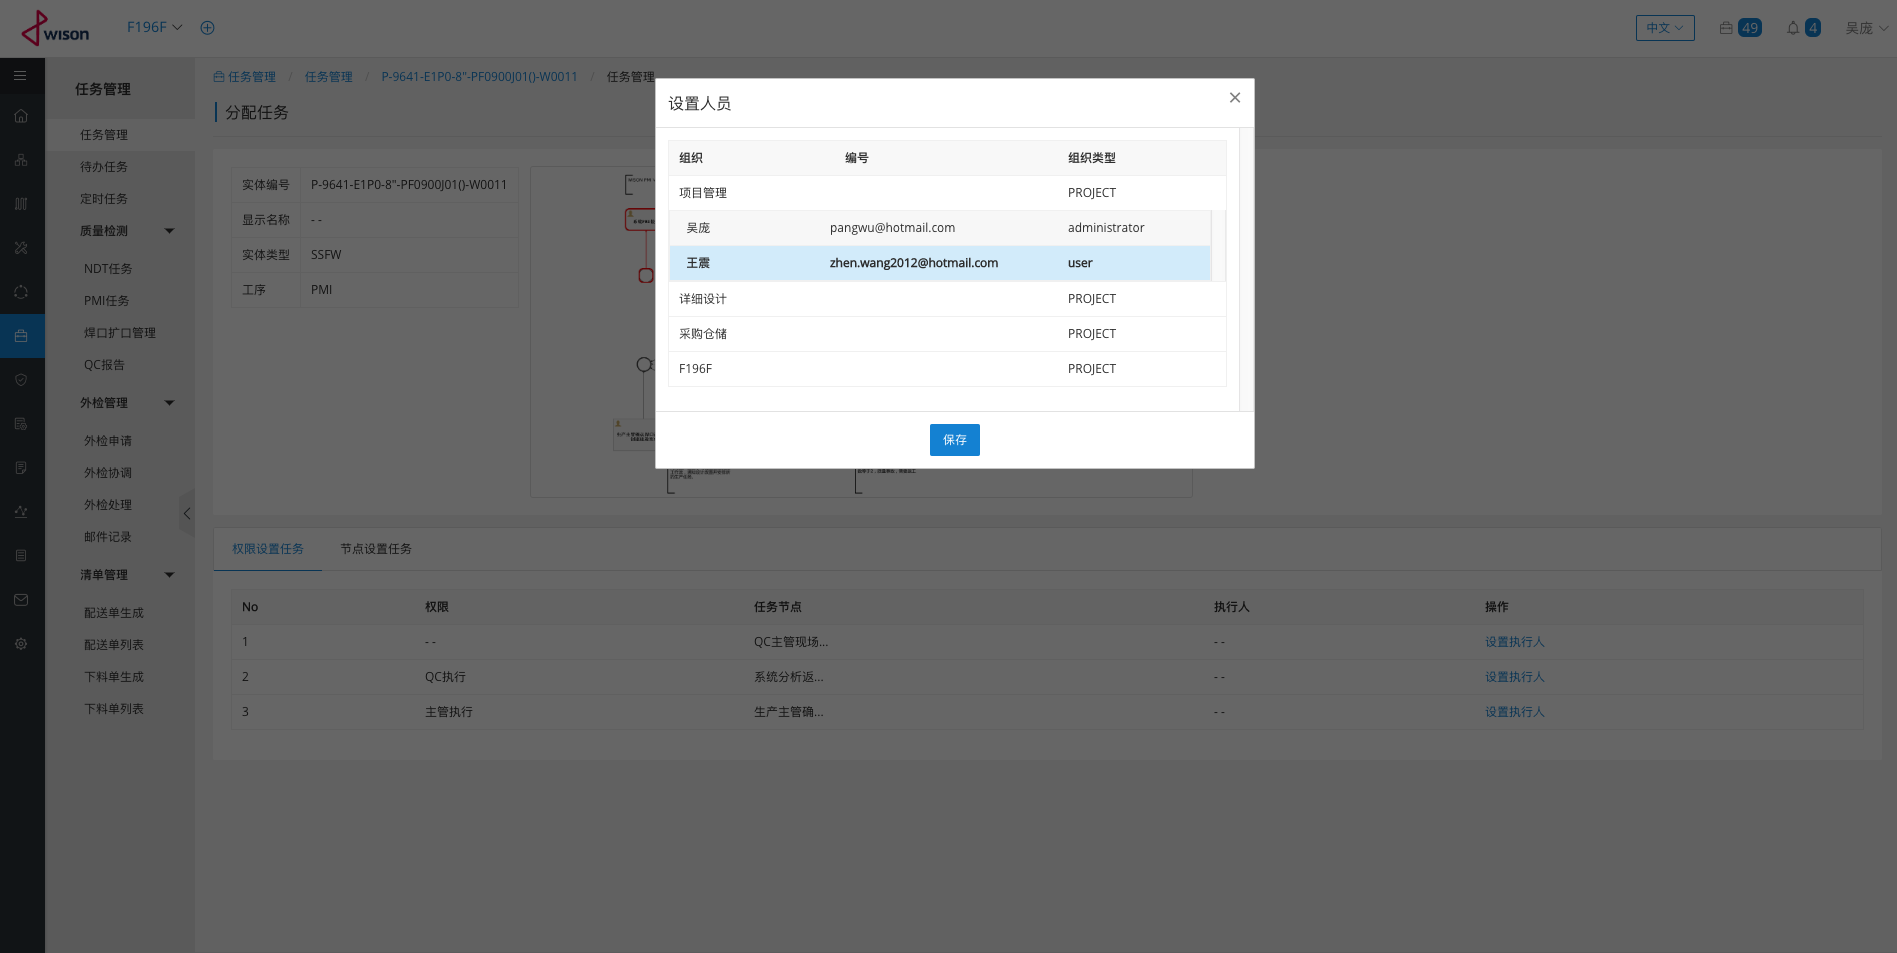 wison F196F 中文 49 4 吴庞
任务管理 / 任务管理 / P-9641-E1P0-8"-PF0900J01()-W0011 / 任务管理
任务管理
分配任务
任务管理
待办任务
定时任务
质量检测
NDT任务
PMI任务
焊口扩口管理
QC报告
外检管理
外检申请
外检协调
外检处理
邮件记录
清单管理
配送单生成
配送单列表
下料单生成
下料单列表
实体编号 P-9641-E1P0-8"-PF0900J01()-W0011
显示名称 - -
实体类型 SSFW
工序 PMI
设置人员
组织 编号 组织类型
项目管理 PROJECT
吴庞 pangwu@hotmail.com administrator
王震 zhen.wang2012@hotmail.com user
详细设计 PROJECT
采购仓储 PROJECT
F196F PROJECT
保存
权限设置任务 节点设置任务
No 权限 任务节点 执行人 操作
1 - - QC主管现场... - - 设置执行人
2 QC执行 系统分析返... - - 设置执行人
3 主管执行 生产主管确... - - 设置执行人